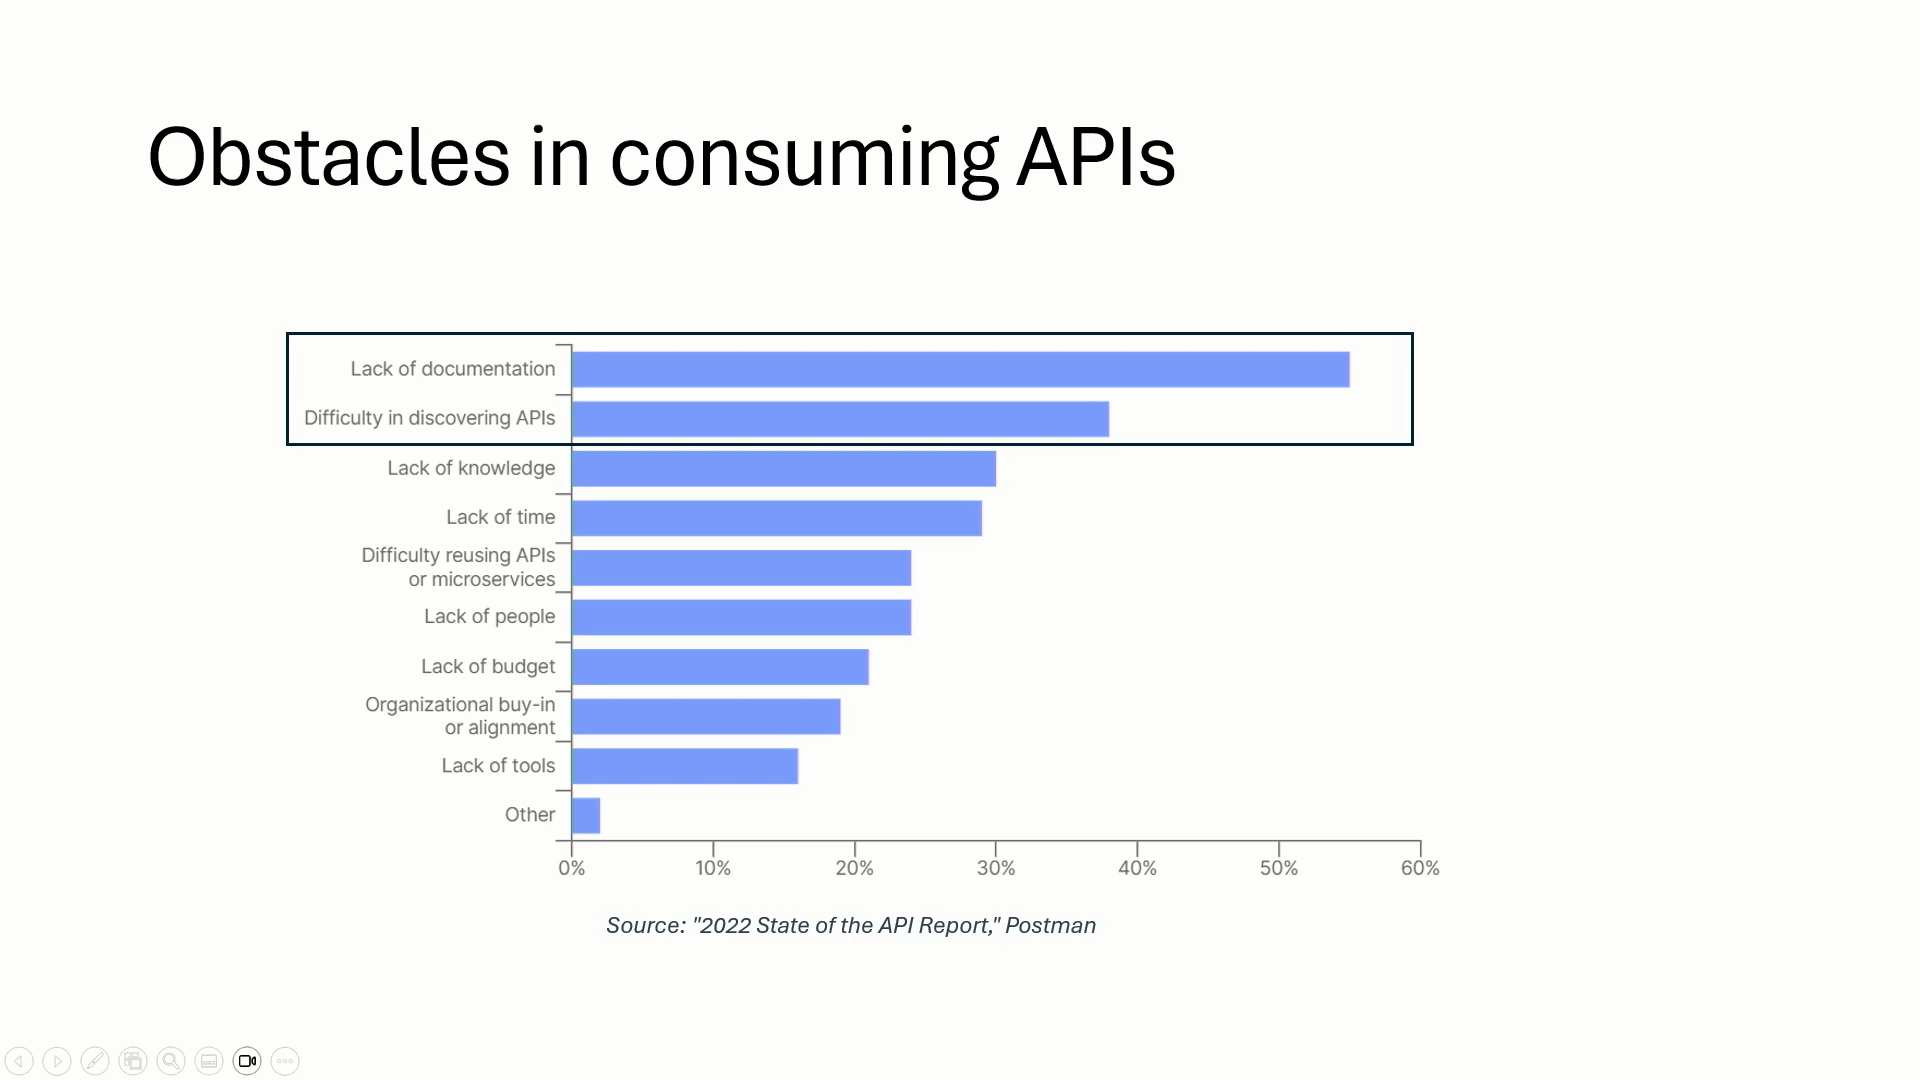 Obstacles in consuming APIs
Lack of documentation
Difficulty in discovering APIs
Lack of knowledge
Lack of time
Difficulty reusing APIs
or microservices
Lack of people
Lack of budget
Organizational buy-in
or alignment
Lack of tools
Other
0% 10% 20% 30% 40% 50% 60%
Source: "2022 State of the API Report," Postman